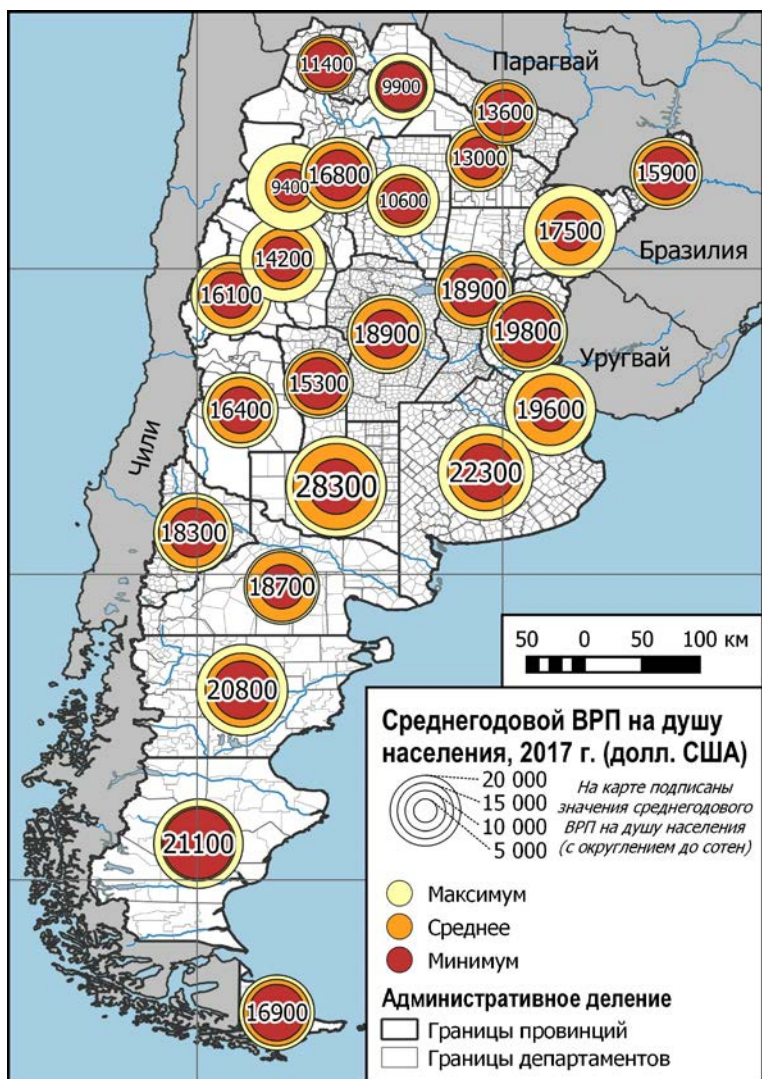 Парагвай
11400
9900
13600
13000
15900
9400
16800
10600
17500
Бразилия
14200
16100
18900
18900
19800
Уругвай
15300
16400
19600
Чили
28300
22300
18300
18700
50 0 50 100 км
20800
Среднегодовой ВРП на душу
населения, 2017 г. (долл. США)
20 000
15 000
10 000
5 000
На карте подписаны
значения среднегодового
ВРП на душу населения
(с округлением до сотен)
21100
Максимум
Среднее
Минимум
16900
Административное деление
Границы провинций
Границы департаментов